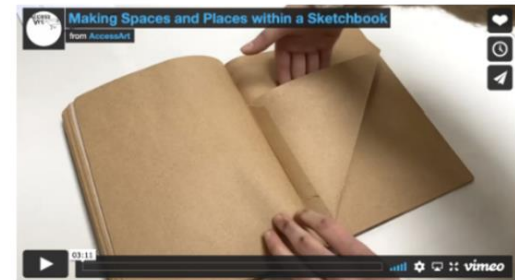 Making Spaces and Places within a Sketchbook
from AccessArt
03:11
vimeo